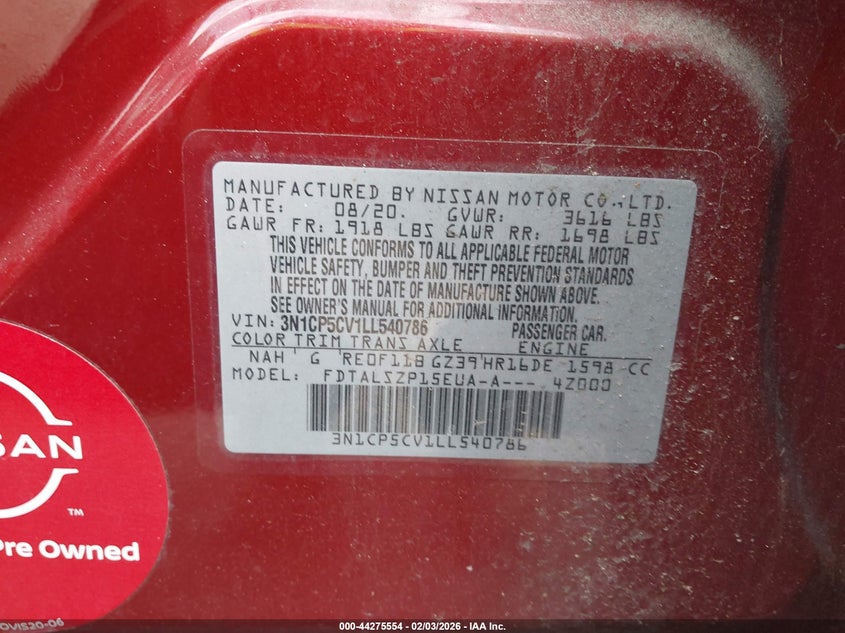 MANUFACTURED BY NISSAN MOTOR CO., LTD.
DATE: 08/20. GVWR: 3616 LBS
GAWR FR: 1918 LBS GAWR RR: 1698 LBS
THIS VEHICLE CONFORMS TO ALL APPLICABLE FEDERAL MOTOR
VEHICLE SAFETY, BUMPER AND THEFT PREVENTION STANDARDS
IN EFFECT ON THE DATE OF MANUFACTURE SHOWN ABOVE.
SEE OWNER'S MANUAL FOR ADDITIONAL INFORMATION.
VIN: 3N1CP5CV1LL540786 PASSENGER CAR.
COLOR TRIM TRANS AXLE ENGINE
NAH G RE0F11B GZ39 HR16DE 1598 CC
MODEL: FDTALSZP15EUA-A--- 4Z000
3N1CP5CV1LL540786
SSAN
TM
Pre Owned
OVIS20-06
000-44275554 - 02/03/2026 - IAA Inc.